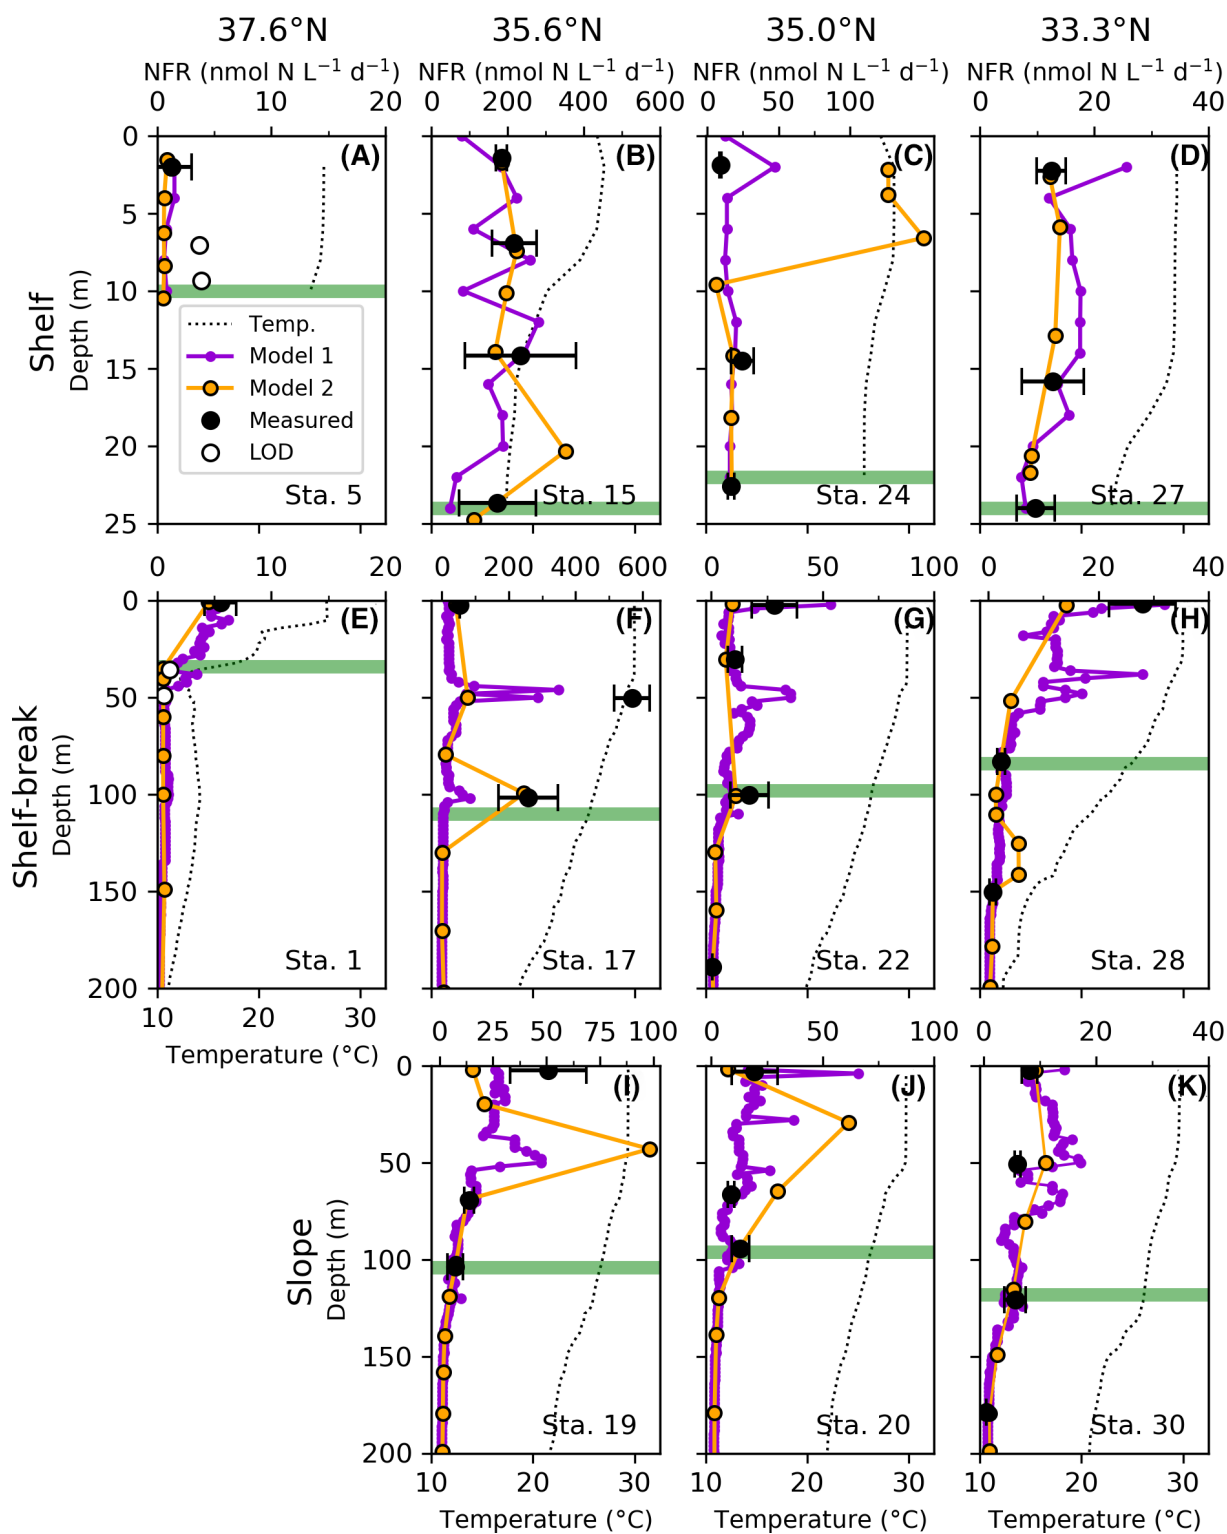 37.6°N 35.6°N 35.0°N 33.3°N
NFR (nmol N L⁻¹ d⁻¹) NFR (nmol N L⁻¹ d⁻¹) NFR (nmol N L⁻¹ d⁻¹) NFR (nmol N L⁻¹ d⁻¹)
0 10 20 0 200 400 600 0 50 100 0 20 40
0 (A) (B) (C) (D)
5
10
15
20
25
Shelf
Depth (m)
Temp.
Model 1
Model 2
Measured
LOD
Sta. 5 Sta. 15 Sta. 24 Sta. 27
0 10 20 0 200 400 600 0 50 100 0 20 40
0 (E) (F) (G) (H)
50
100
150
200
Shelf-break
Depth (m)
Sta. 1 Sta. 17 Sta. 22 Sta. 28
10 20 30
Temperature (°C)
0 25 50 75 100 0 50 100 0 20 40
0 (I) (J) (K)
50
100
150
200
Slope
Depth (m)
Sta. 19 Sta. 20 Sta. 30
10 20 30 10 20 30 10 20 30
Temperature (°C) Temperature (°C) Temperature (°C)